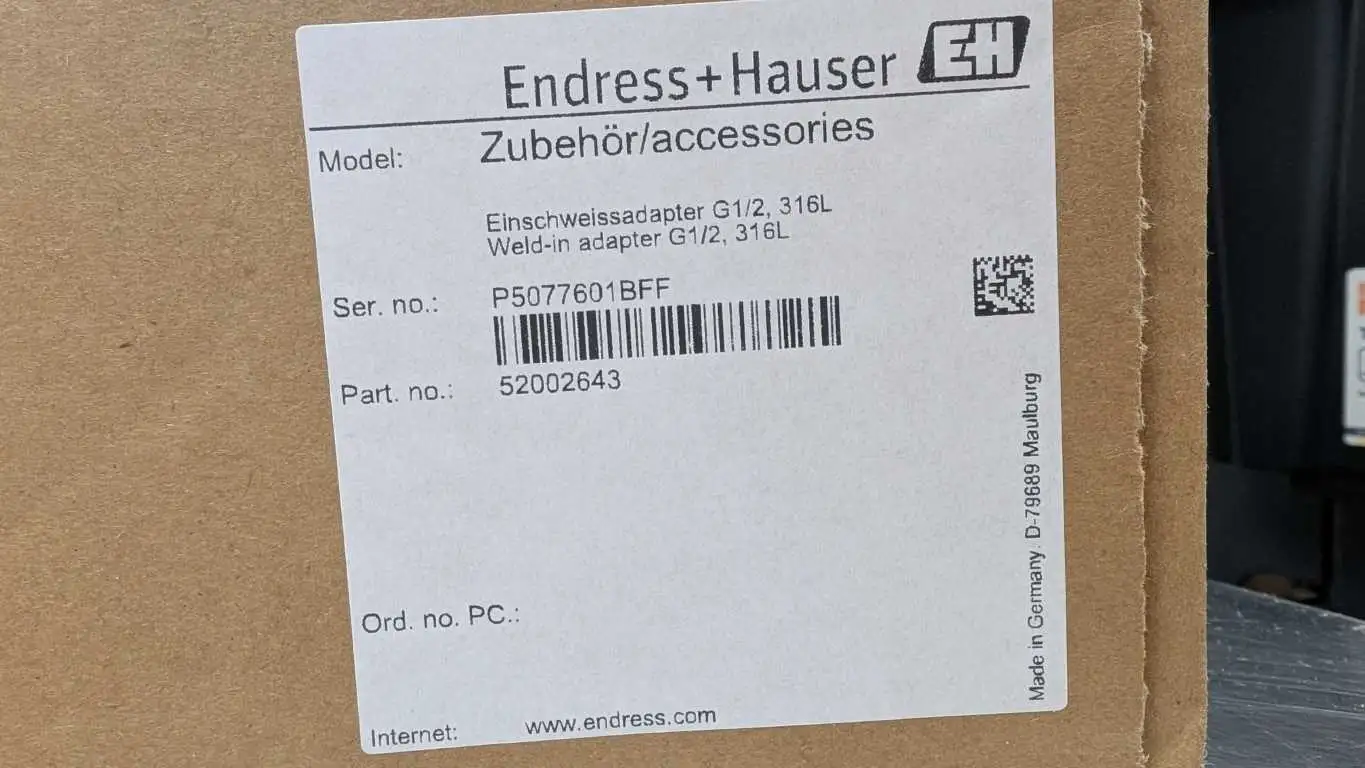 Endress+Hauser EH
Model: Zubehör/accessories
Einschweissadapter G1/2, 316L
Weld-in adapter G1/2, 316L
Ser. no.: P5077601BFF
Part. no.: 52002643
Ord. no. PC.:
Internet: www.endress.com
Made in Germany. D-79689 Maulburg